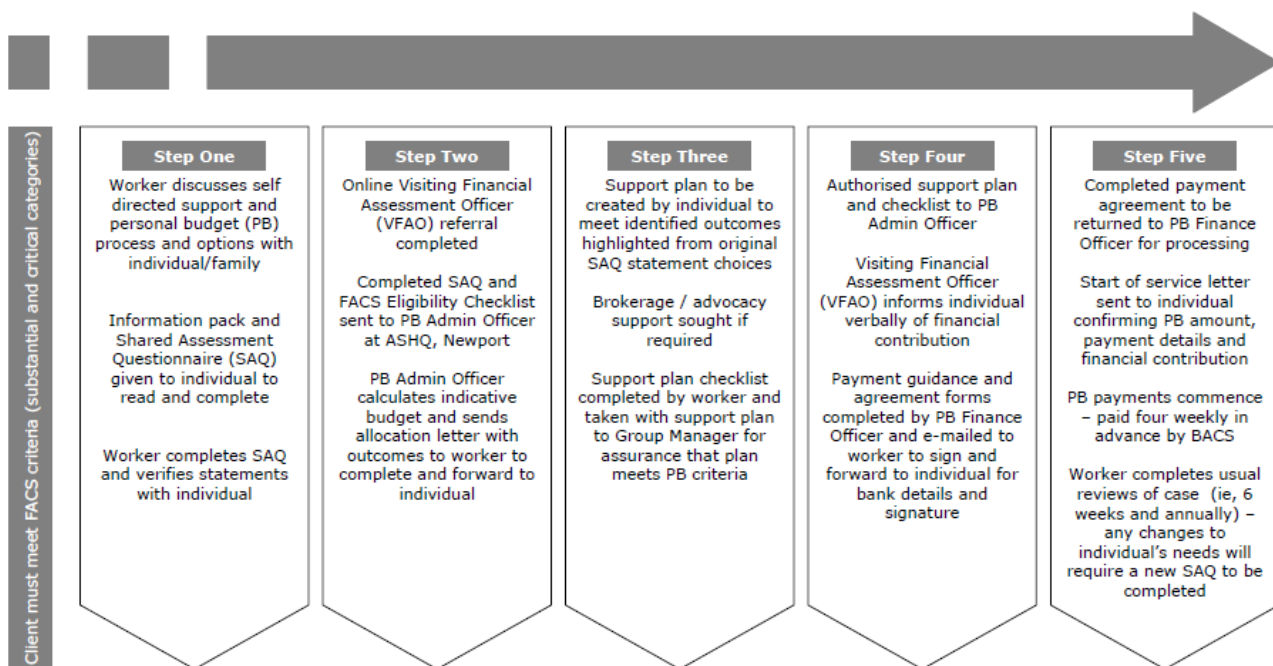 Client must meet FACS criteria (substantial and critical categories)
Step One
Worker discusses self
directed support and
personal budget (PB)
process and options with
individual/family
Information pack and
Shared Assessment
Questionnaire (SAQ)
given to individual to
read and complete
Worker completes SAQ
and verifies statements
with individual
Step Two
Online Visiting Financial
Assessment Officer
(VFAO) referral
completed
Completed SAQ and
FACS Eligibility Checklist
sent to PB Admin Officer
at ASHQ, Newport
PB Admin Officer
calculates indicative
budget and sends
allocation letter with
outcomes to worker to
complete and forward to
individual
Step Three
Support plan to be
created by individual to
meet identified outcomes
highlighted from original
SAQ statement choices
Brokerage / advocacy
support sought if
required
Support plan checklist
completed by worker and
taken with support plan
to Group Manager for
assurance that plan
meets PB criteria
Step Four
Authorised support plan
and checklist to PB
Admin Officer
Visiting Financial
Assessment Officer
(VFAO) informs individual
verbally of financial
contribution
Payment guidance and
agreement forms
completed by PB Finance
Officer and e-mailed to
worker to sign and
forward to individual for
bank details and
signature
Step Five
Completed payment
agreement to be
returned to PB Finance
Officer for processing
Start of service letter
sent to individual
confirming PB amount,
payment details and
financial contribution
PB payments commence
– paid four weekly in
advance by BACS
Worker completes usual
reviews of case (ie, 6
weeks and annually) –
any changes to
individual's needs will
require a new SAQ to be
completed